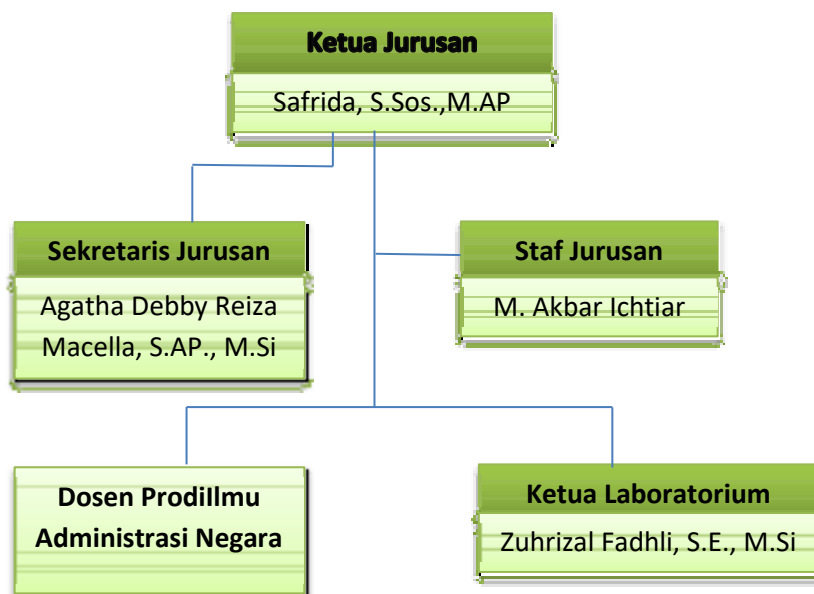 Ketua Jurusan
Safrida, S.Sos.,M.AP
Sekretaris Jurusan
Agatha Debby Reiza
Macella, S.AP., M.Si
Staf Jurusan
M. Akbar Ichtiar
Dosen ProdiIlmu
Administrasi Negara
Ketua Laboratorium
Zuhrizal Fadhli, S.E., M.Si